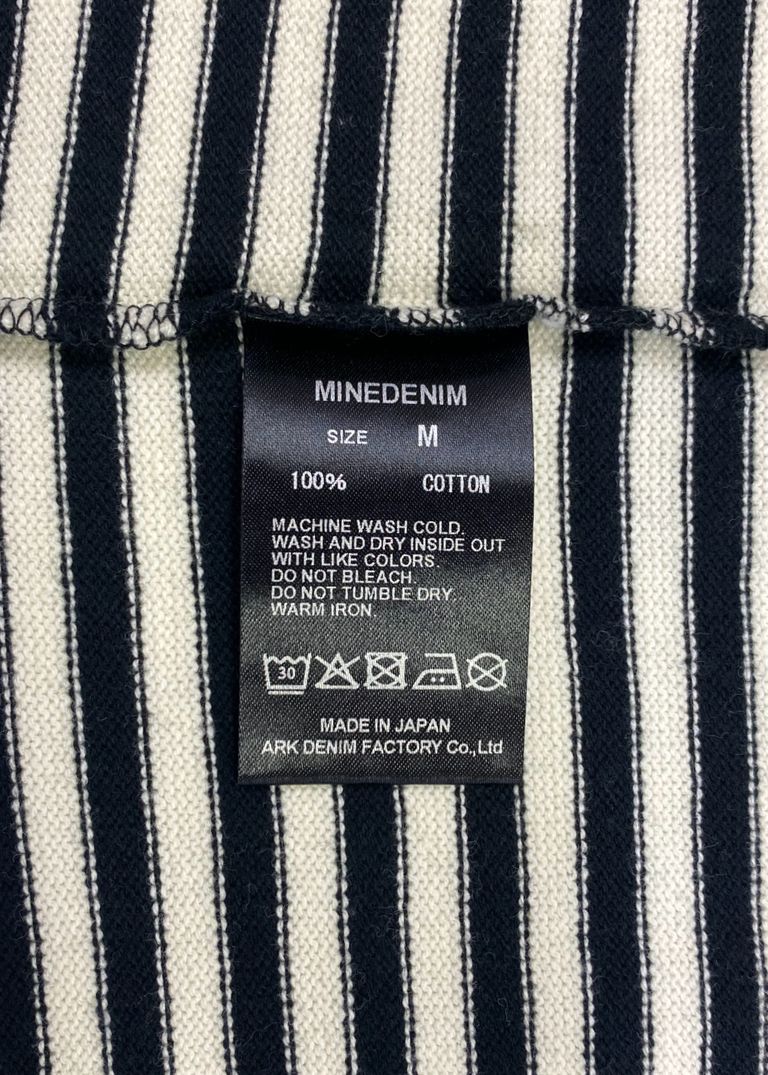 MINEDENIM
SIZE M
100% COTTON
MACHINE WASH COLD.
WASH AND DRY INSIDE OUT
WITH LIKE COLORS.
DO NOT BLEACH.
DO NOT TUMBLE DRY.
WARM IRON.
30
MADE IN JAPAN
ARK DENIM FACTORY Co.,Ltd